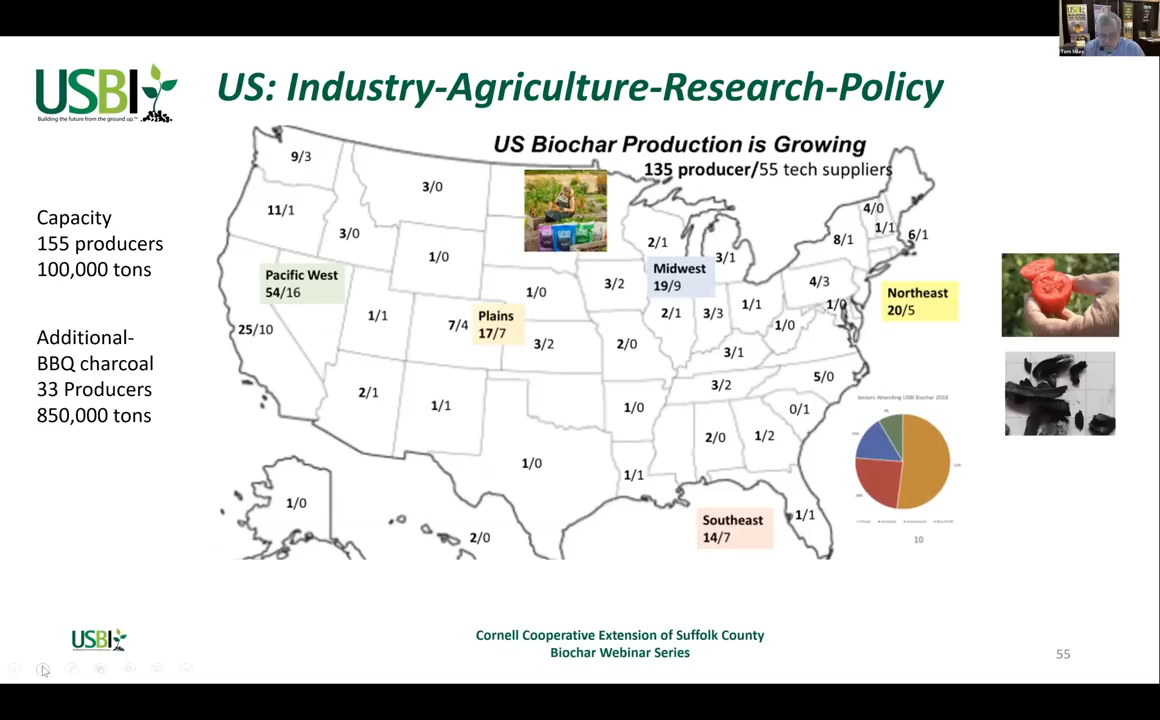 Tom Miles
USBI
Building the future from the ground up.™
US: Industry-Agriculture-Research-Policy
US Biochar Production is Growing
135 producer/55 tech suppliers
Capacity
155 producers
100,000 tons
Additional-
BBQ charcoal
33 Producers
850,000 tons
9/3
3/0
11/1
3/0
1/0
Pacific West
54/16
25/10
1/1
7/4
Plains
17/7
1/0
3/2
2/1
1/1
1/0
2/1
3/1
Midwest
19/9
3/2
2/1
3/3
1/1
2/0
1/0
3/1
3/2
1/0
5/0
0/1
2/0
1/2
1/1
1/1
4/0
1/1
8/1
6/1
4/3
1/0
Northeast
20/5
Southeast
14/7
1/0
2/0
Sectors Attending USBI Biochar 2018
10
USBI
Cornell Cooperative Extension of Suffolk County
Biochar Webinar Series
55